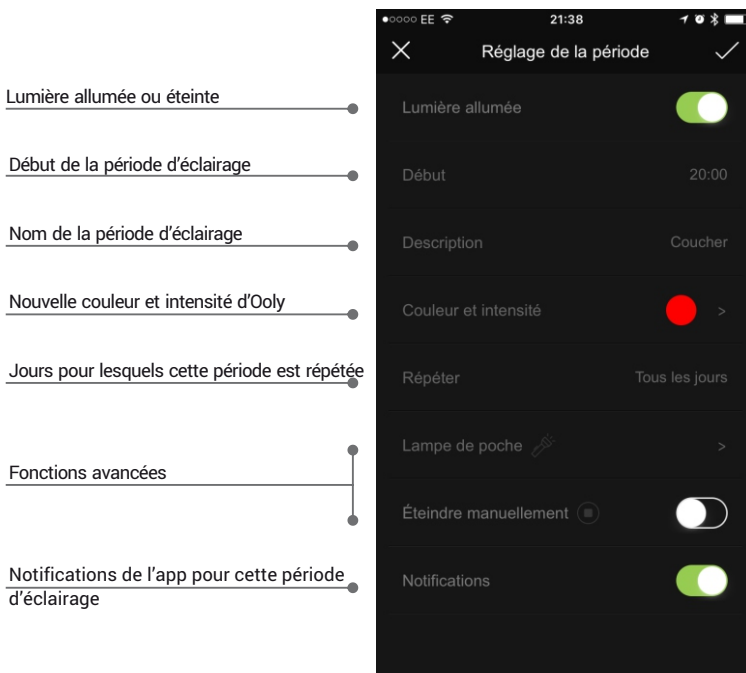 EE 21:38
Réglage de la période
Lumière allumée ou éteinte
Lumière allumée
Début de la période d'éclairage
Début 20:00
Nom de la période d'éclairage
Description Coucher
Nouvelle couleur et intensité d'Ooly
Couleur et intensité >
Jours pour lesquels cette période est répétée
Répéter Tous les jours
Lampe de poche >
Fonctions avancées
Éteindre manuellement
Notifications de l'app pour cette période
d'éclairage
Notifications